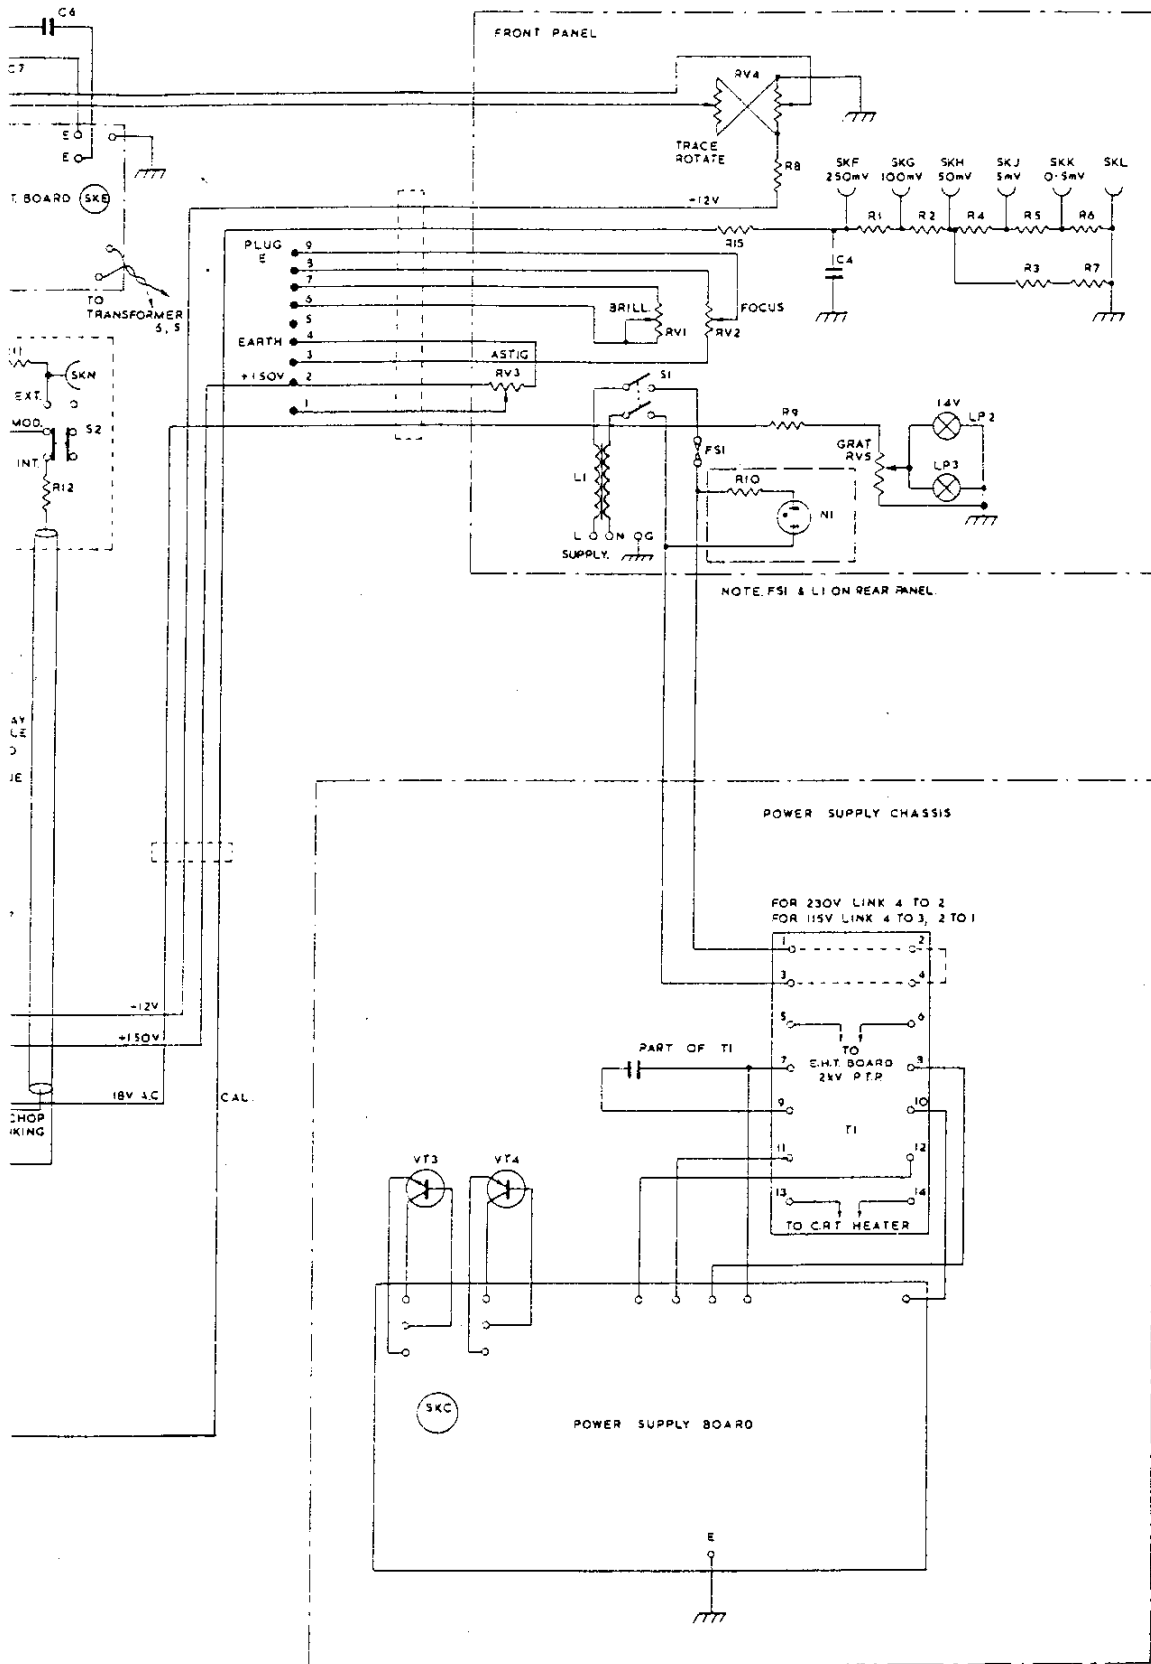 C6
FRONT PANEL
C7
RV4
TRACE
ROTATE
R8
E
E
SKF
250mV
SKG
100mV
SKH
50mV
SKJ
5mV
SKK
0·5mV
SKL
T. BOARD
SKE
-12V
R15
R1
R2
R4
R5
R6
C4
R3
R7
PLUG
E
9
8
7
6
5
EARTH 4
3
+150V 2
1
TO
TRANSFORMER
5, 5
BRILL.
RV1
FOCUS
RV2
ASTIG
RV3
S1
SKN
EXT.
MOD.
S2
INT.
R12
R9
14V
LP2
GRAT
RV5
LP3
FS1
L1
R10
N1
L N G
SUPPLY.
NOTE. FS1 & L1 ON REAR PANEL.
POWER SUPPLY CHASSIS
FOR 230V LINK 4 TO 2
FOR 115V LINK 4 TO 3, 2 TO 1
1 2
3 4
5 6
TO
E.H.T. BOARD
2kV P.T.P.
7 8
9 10
T1
11 12
13 14
TO C.R.T. HEATER
PART OF T1
-12V
+150V
18V A.C
CAL.
CHOP
VT3
VT4
SKC
POWER SUPPLY BOARD
E